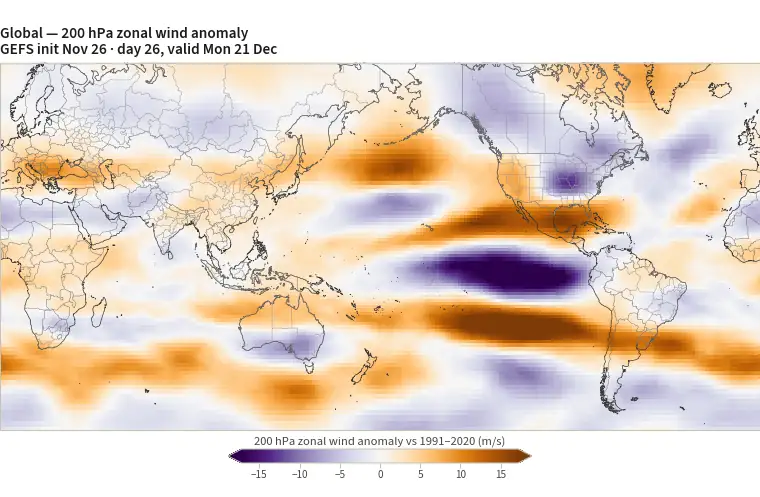 Global — 200 hPa zonal wind anomaly
GEFS init Nov 26 · day 26, valid Mon 21 Dec
200 hPa zonal wind anomaly vs 1991–2020 (m/s)
−15 −10 −5 0 5 10 15